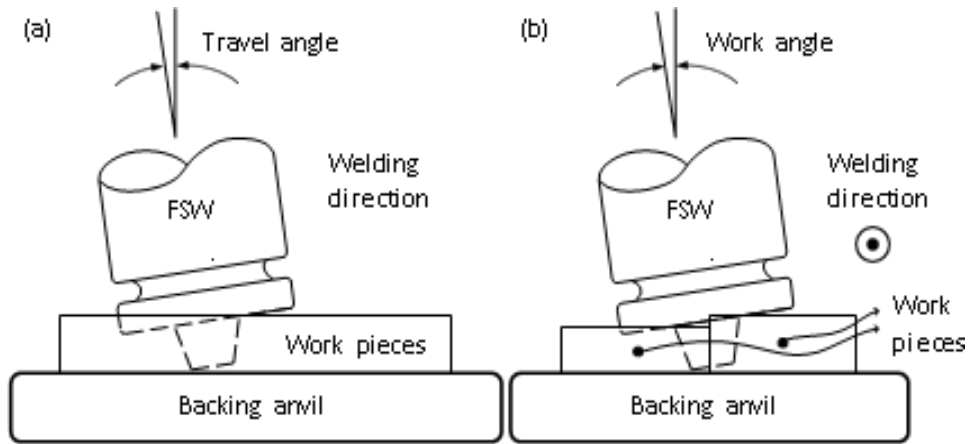 (a)
Travel angle
Welding
direction
FSW
Work pieces
Backing anvil
(b)
Work angle
Welding
direction
FSW
Work
pieces
Backing anvil